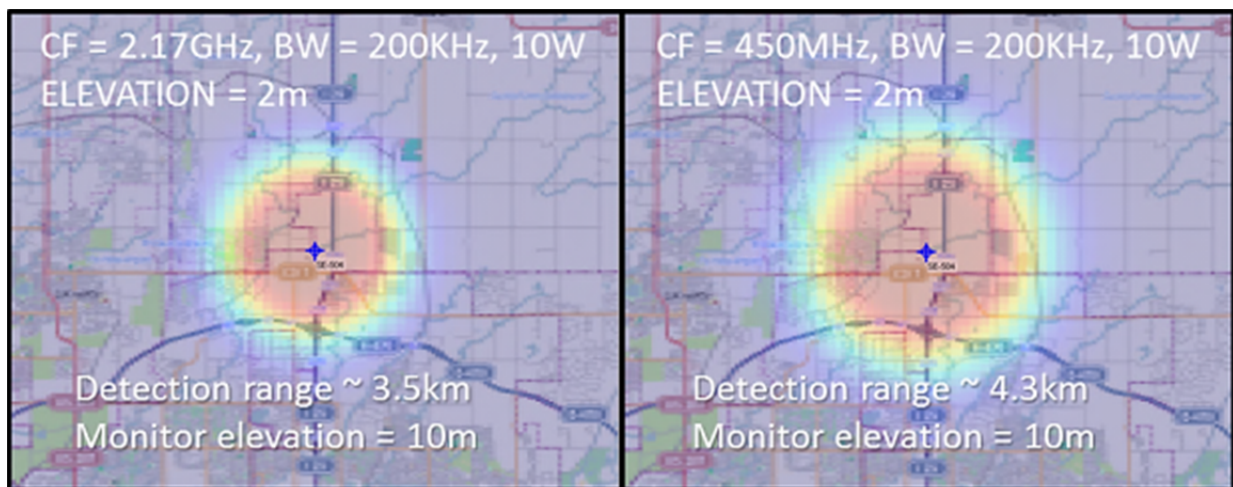 CF = 2.17GHz, BW = 200KHz, 10W
ELEVATION = 2m
Detection range ~ 3.5km
Monitor elevation = 10m
CF = 450MHz, BW = 200KHz, 10W
ELEVATION = 2m
Detection range ~ 4.3km
Monitor elevation = 10m